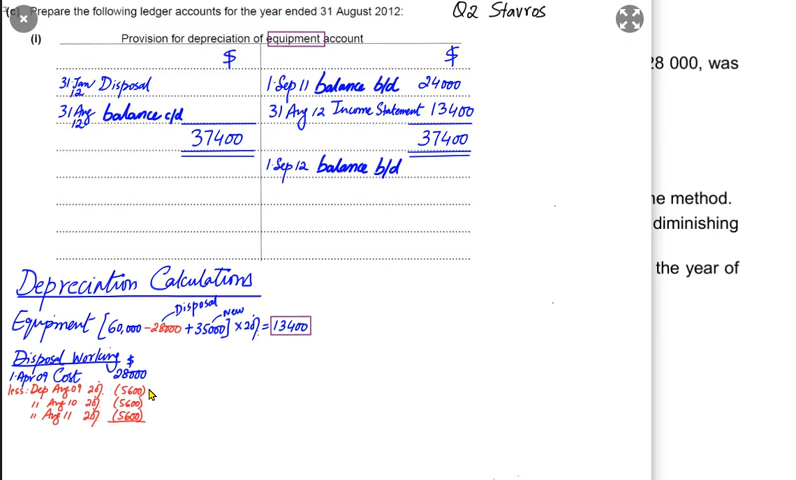 (c) Prepare the following ledger accounts for the year ended 31 August 2012:
Q2 Stavros
(i) Provision for depreciation of equipment account
$ $
31 Jan 12 Disposal 1 Sep 11 balance b/d 24000
31 Aug 12 balance c/d 31 Aug 12 Income Statement 13400
37400 37400
1 Sep 12 balance b/d
28 000, was
ne method.
diminishing
the year of
Depreciation Calculations
Disposal New
Equipment [60,000 -28000 +35000] × 20% = 13400
Disposal Working $
1 Apr 09 Cost 28000
less: Dep Aug 09 20% (5600)
" Aug 10 20% (5600)
" Aug 11 20% (5600)